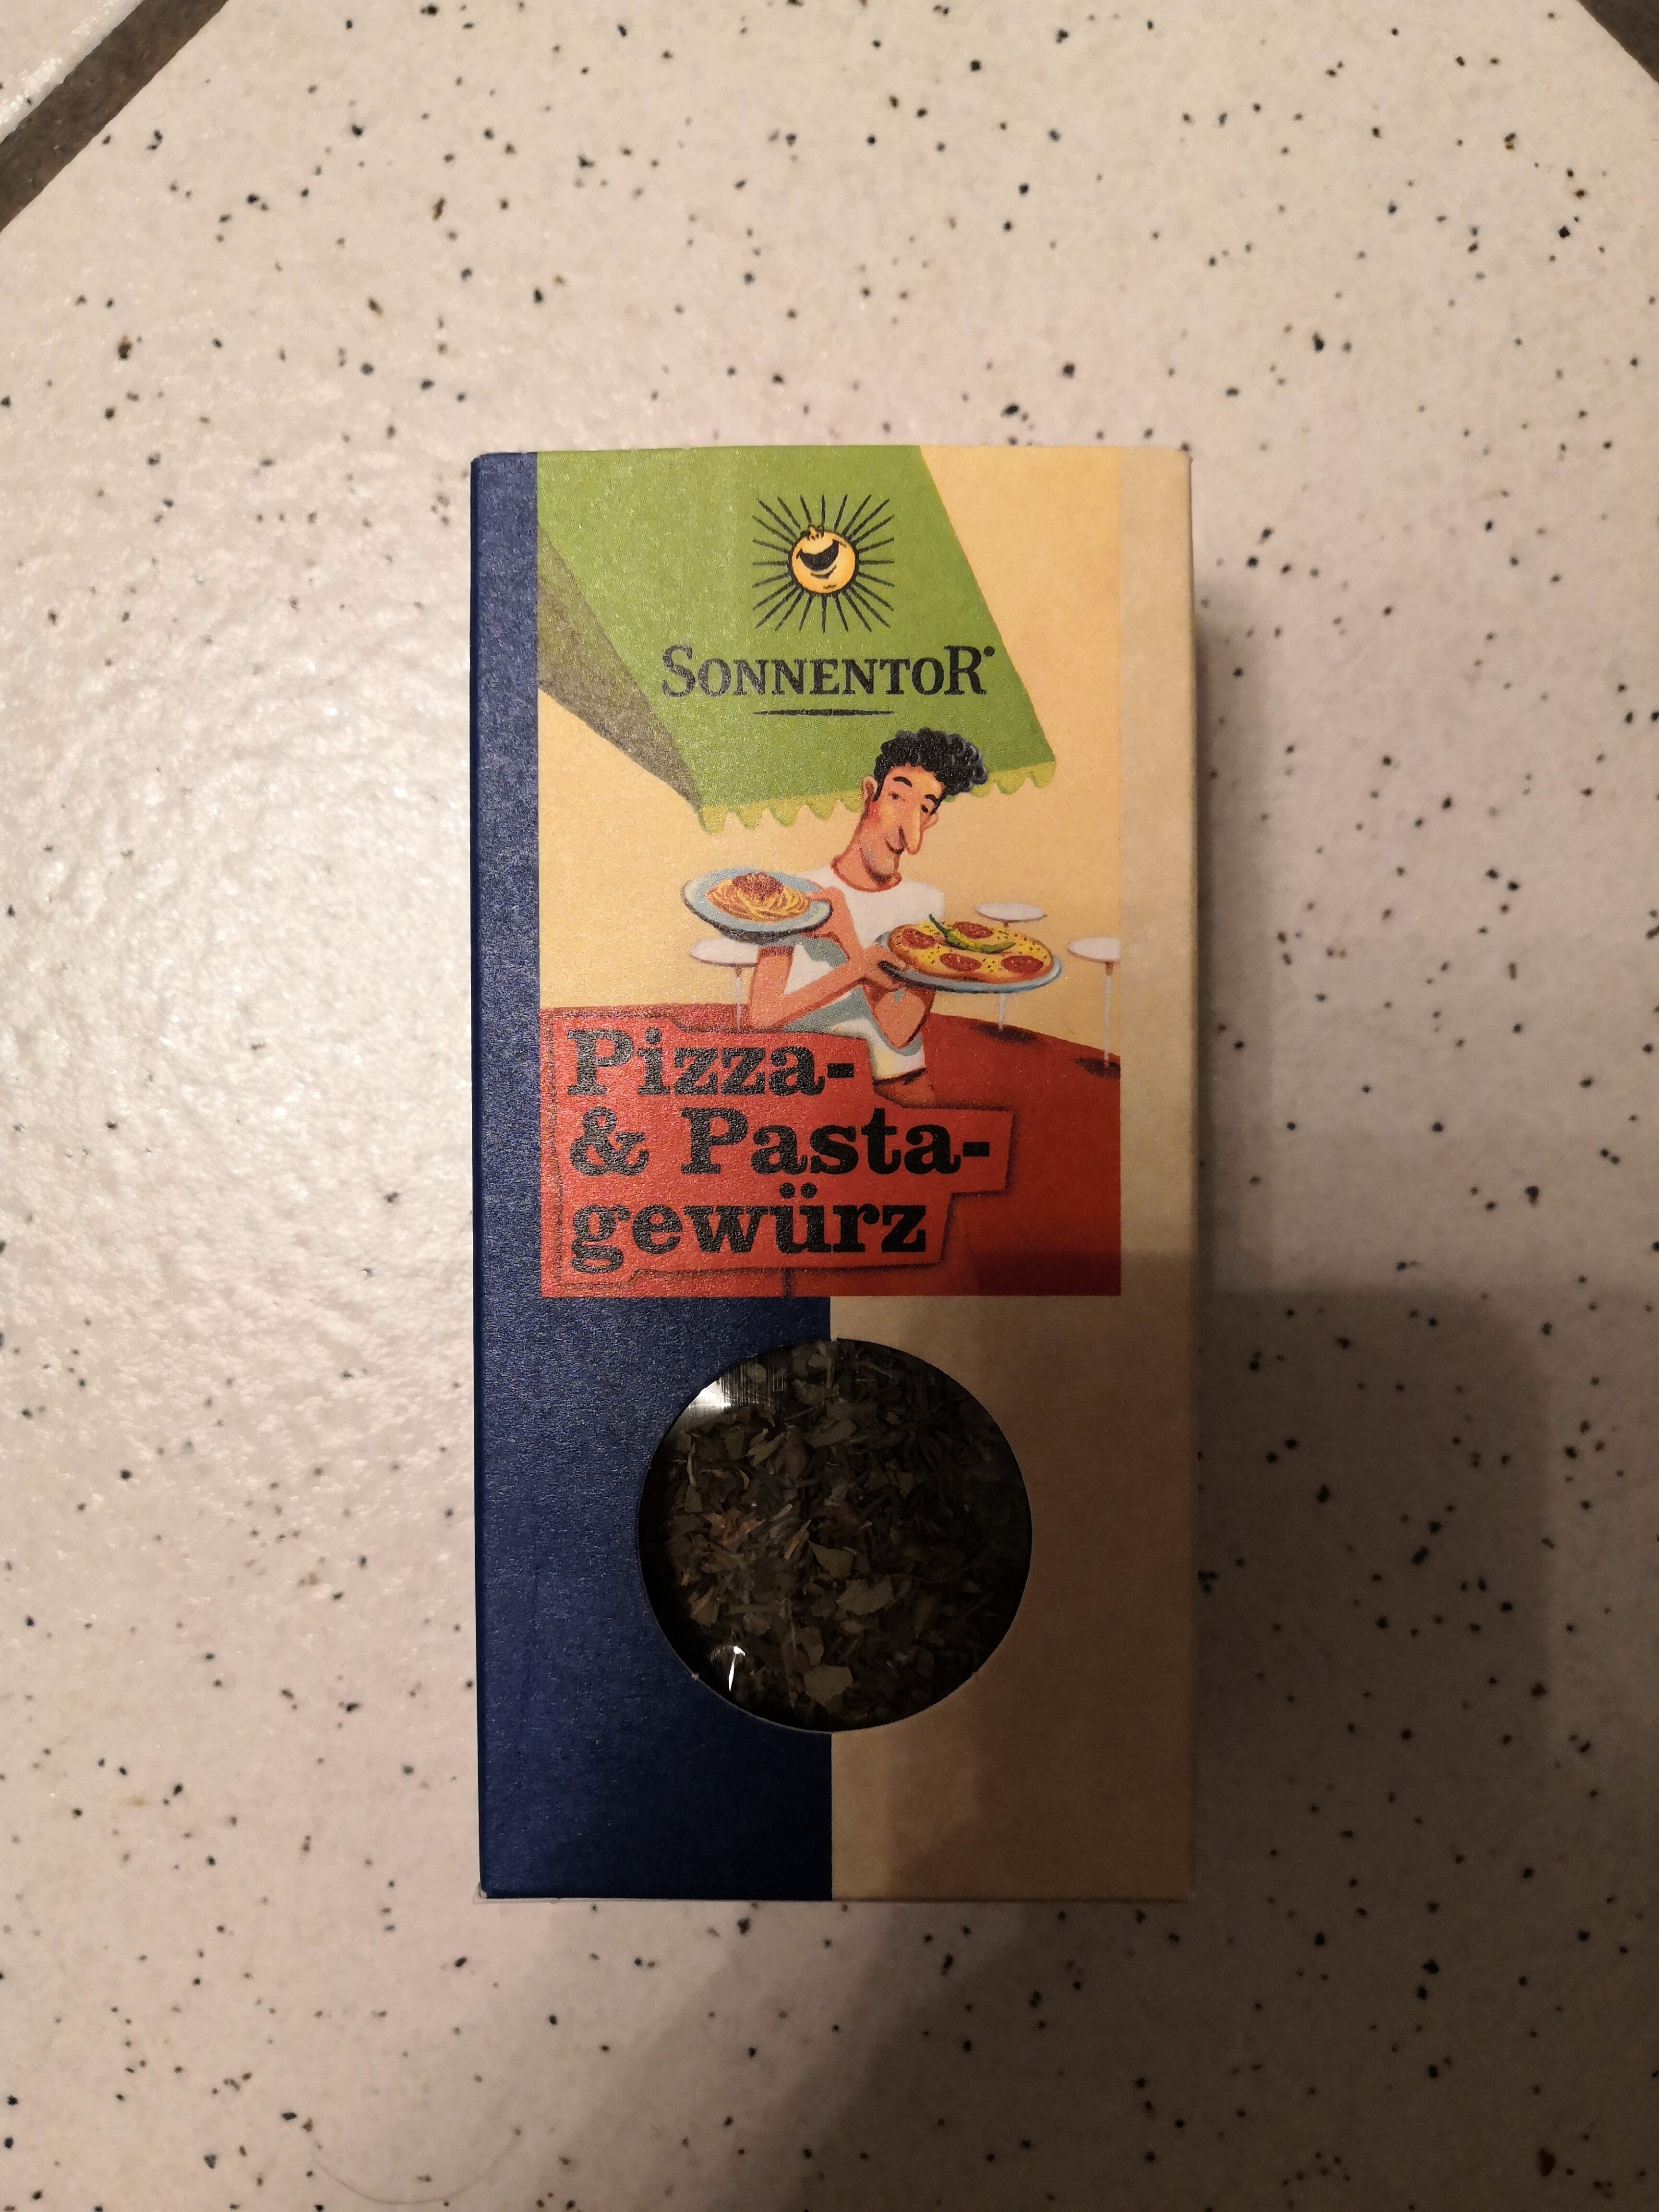 SONNENTOR®
Pizza-
& Pasta-
gewürz